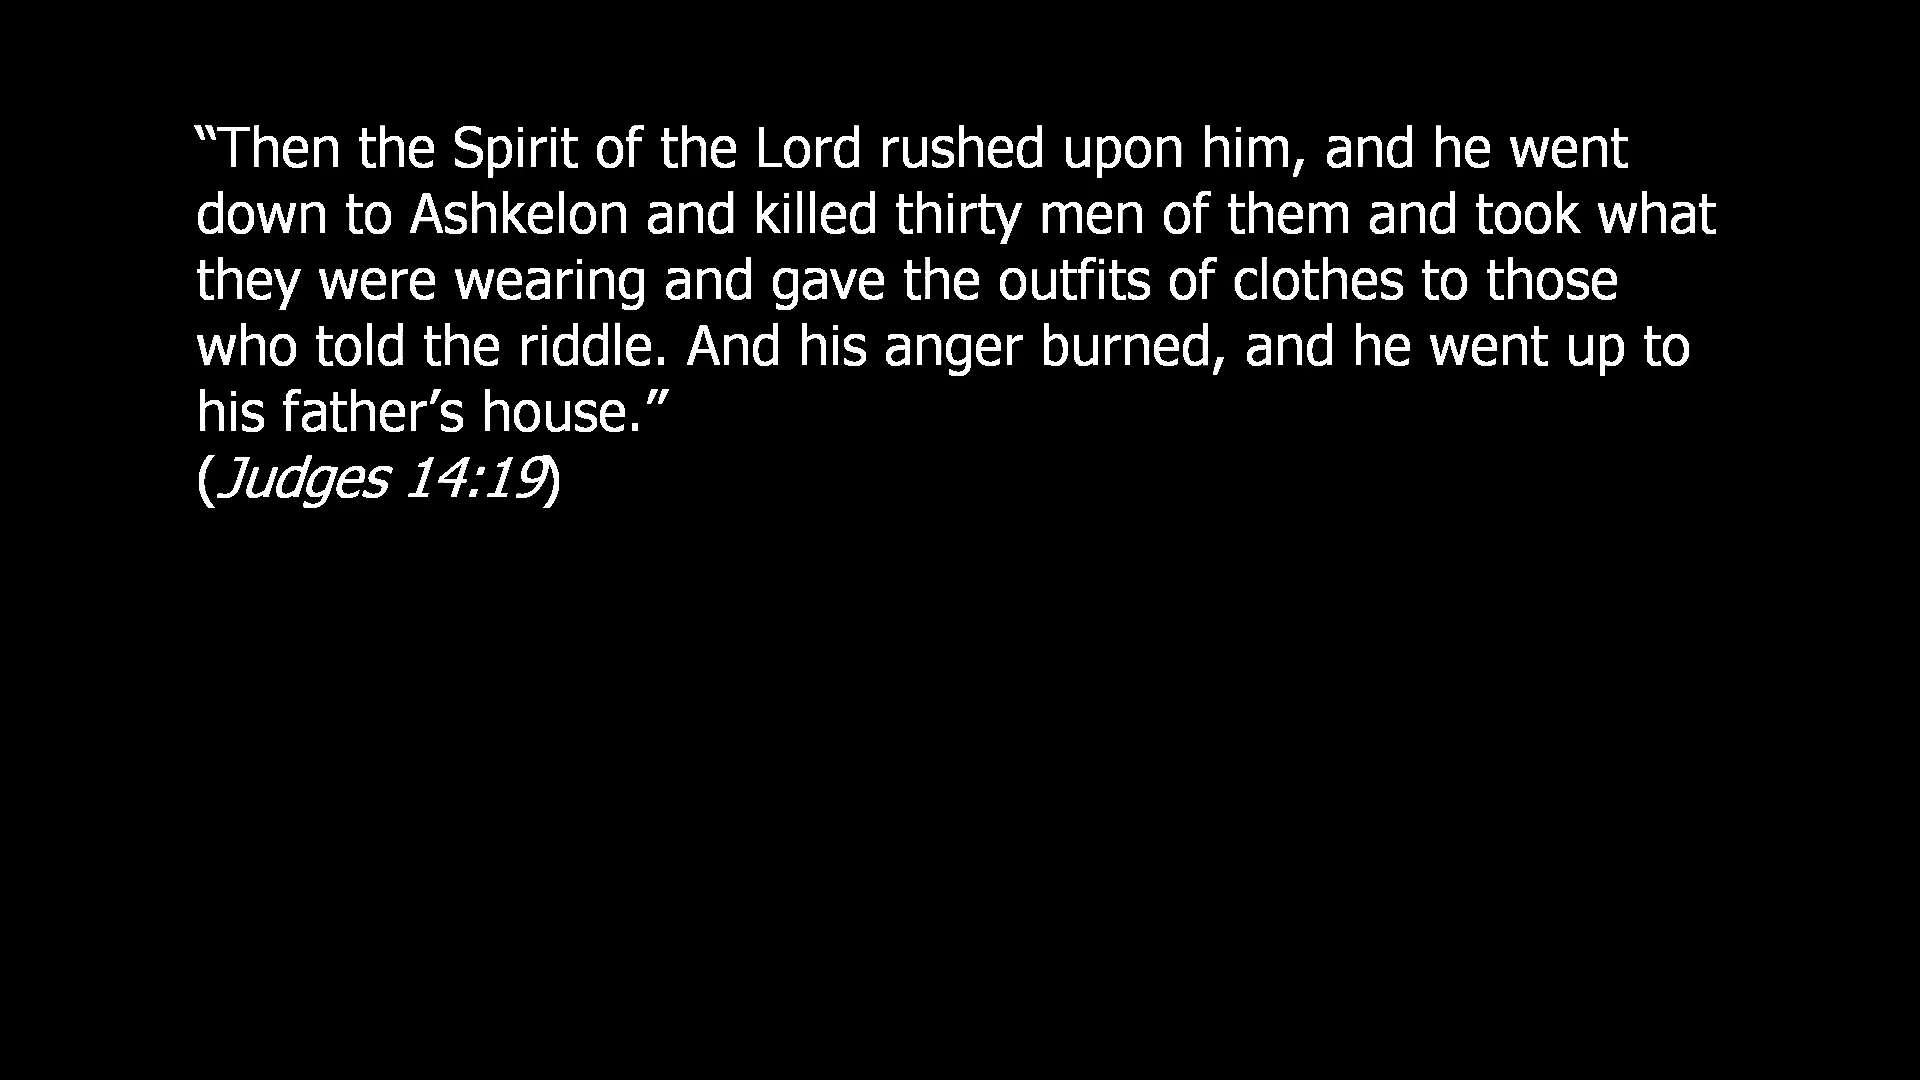 “Then the Spirit of the Lord rushed upon him, and he went
down to Ashkelon and killed thirty men of them and took what
they were wearing and gave the outfits of clothes to those
who told the riddle. And his anger burned, and he went up to
his father’s house.”
(Judges 14:19)